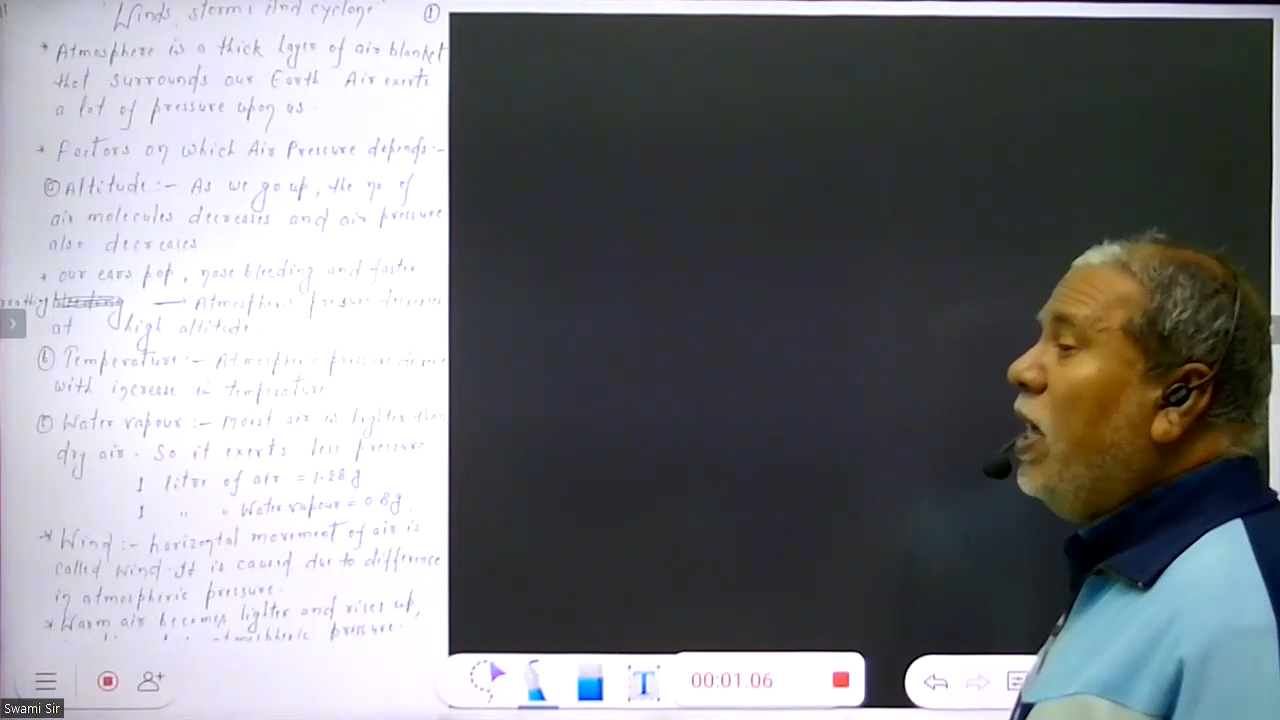 Winds, storms And cyclone 1
* Atmosphere is a thick layer of air blanket
that surrounds our Earth Air exerts
a lot of pressure upon us
* Factors on which Air Pressure depends:-
a Altitude :- As we go up, the no of
air molecules decreases and air pressure
also decreases
* our ears pop, nose bleeding and faster
bleeding → Atmospheric pressure decreases
at high altitude
b Temperature :- Atmospheric pressure
with increase in temperature
c Water vapour :- Moist air is lighter than
dry air. So it exerts less pressure
1 litre of air = 1.28 g
1 " " Water vapour = 0.8 g
* Wind :- horizontal movement of air is
called wind. It is caused due to difference
in atmospheric pressure.
* Warm air becomes lighter and rises up,
atmospheric pressure.
T 00:01.06
Swami Sir